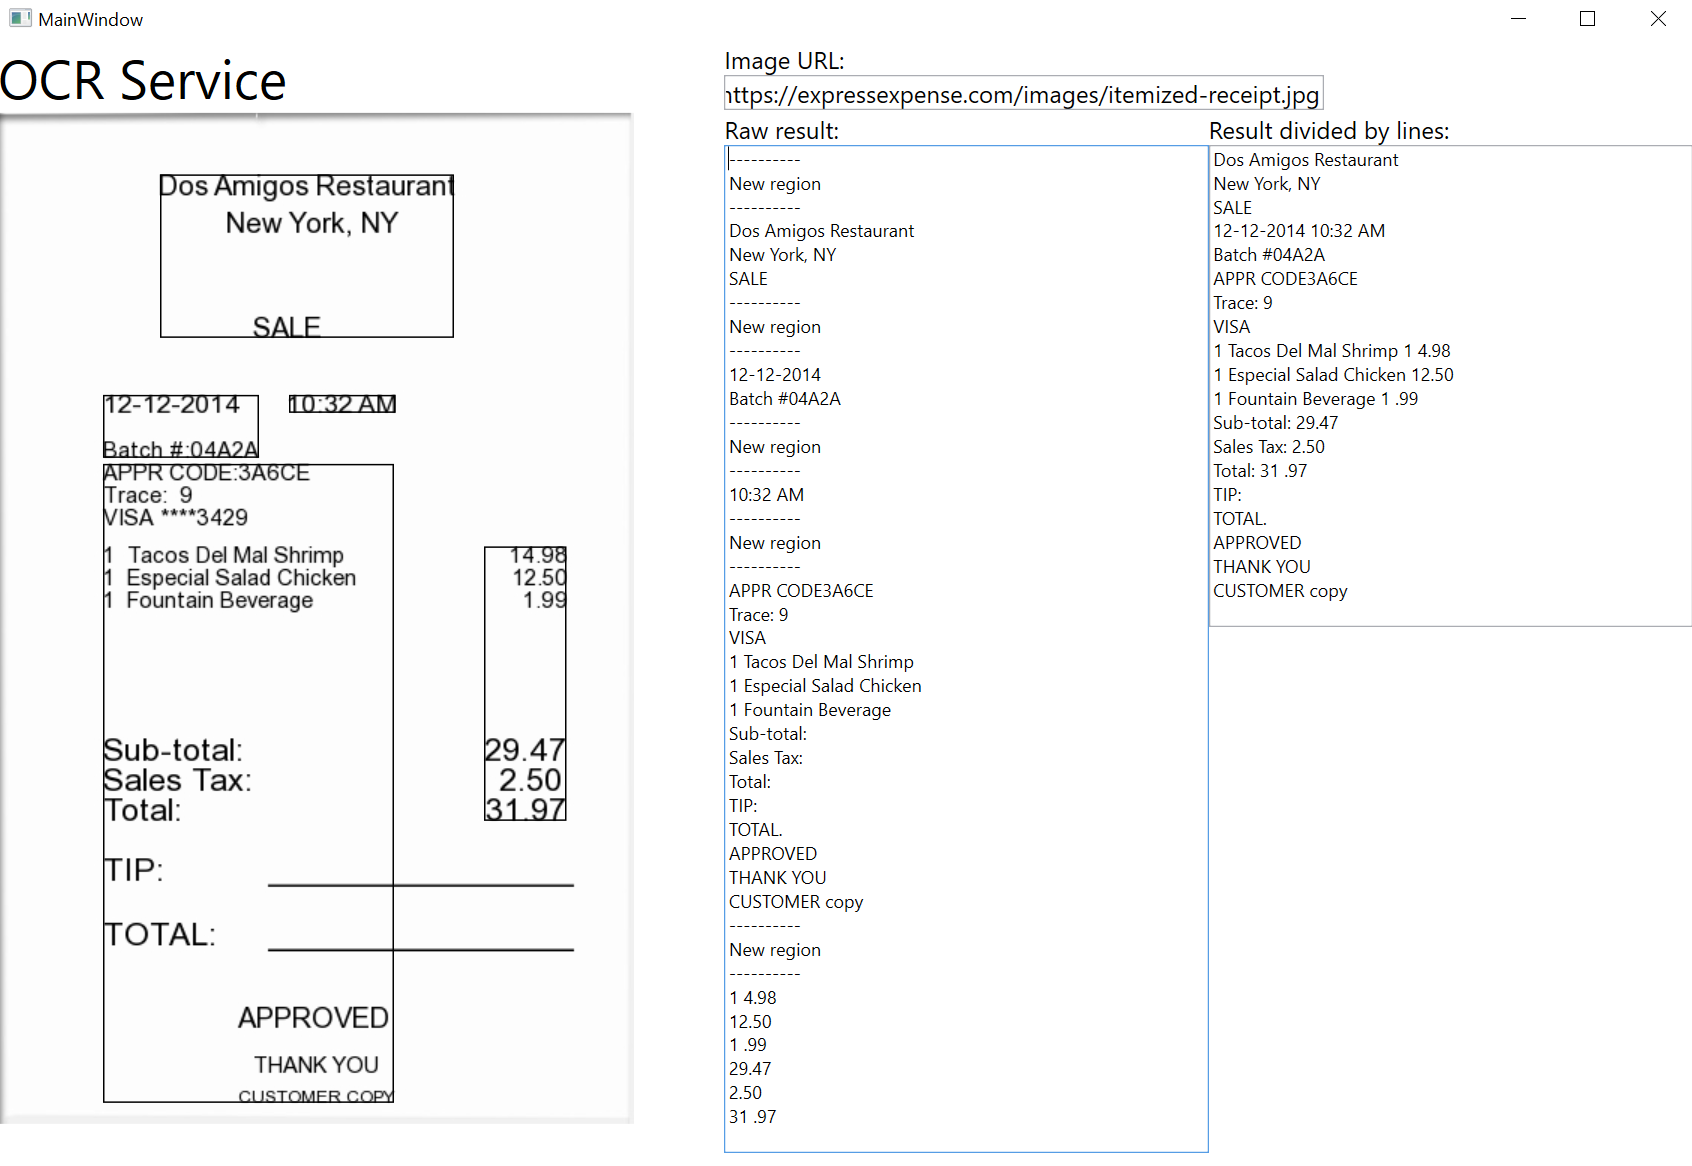 MainWindow
OCR Service
Dos Amigos Restaurant
New York, NY
SALE
12-12-2014 10:32 AM
Batch #:04A2A
APPR CODE:3A6CE
Trace: 9
VISA ****3429
1 Tacos Del Mal Shrimp 14.98
1 Especial Salad Chicken 12.50
1 Fountain Beverage 1.99
Sub-total: 29.47
Sales Tax: 2.50
Total: 31.97
TIP:
TOTAL:
APPROVED
THANK YOU
CUSTOMER COPY
Image URL:
https://expressexpense.com/images/itemized-receipt.jpg
Raw result:
----------
New region
----------
Dos Amigos Restaurant
New York, NY
SALE
----------
New region
----------
12-12-2014
Batch #04A2A
----------
New region
----------
10:32 AM
----------
New region
----------
APPR CODE3A6CE
Trace: 9
VISA
1 Tacos Del Mal Shrimp
1 Especial Salad Chicken
1 Fountain Beverage
Sub-total:
Sales Tax:
Total:
TIP:
TOTAL.
APPROVED
THANK YOU
CUSTOMER copy
----------
New region
----------
1 4.98
12.50
1 .99
29.47
2.50
31 .97
Result divided by lines:
Dos Amigos Restaurant
New York, NY
SALE
12-12-2014 10:32 AM
Batch #04A2A
APPR CODE3A6CE
Trace: 9
VISA
1 Tacos Del Mal Shrimp 1 4.98
1 Especial Salad Chicken 12.50
1 Fountain Beverage 1 .99
Sub-total: 29.47
Sales Tax: 2.50
Total: 31 .97
TIP:
TOTAL.
APPROVED
THANK YOU
CUSTOMER copy